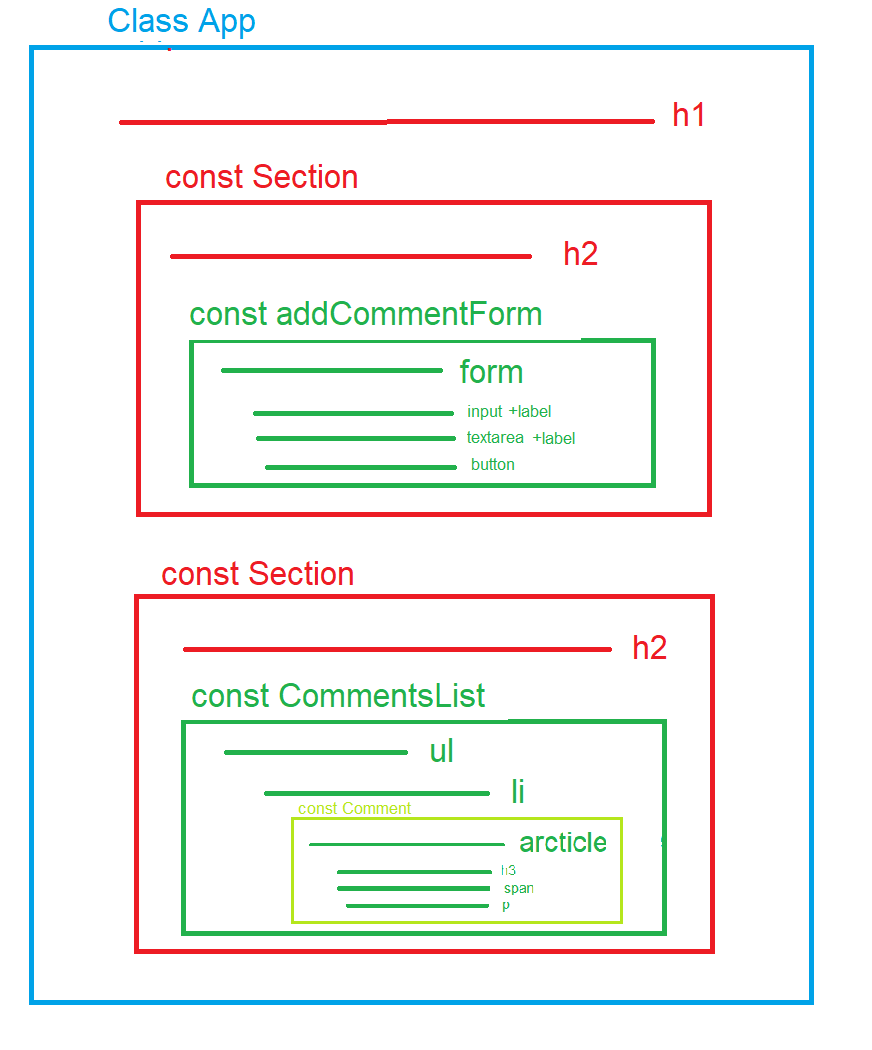 Class App
h1
const Section
h2
const addCommentForm
form
input +label
textarea +label
button
const Section
h2
const CommentsList
ul
li
const Comment
arcticle
h3
span
p